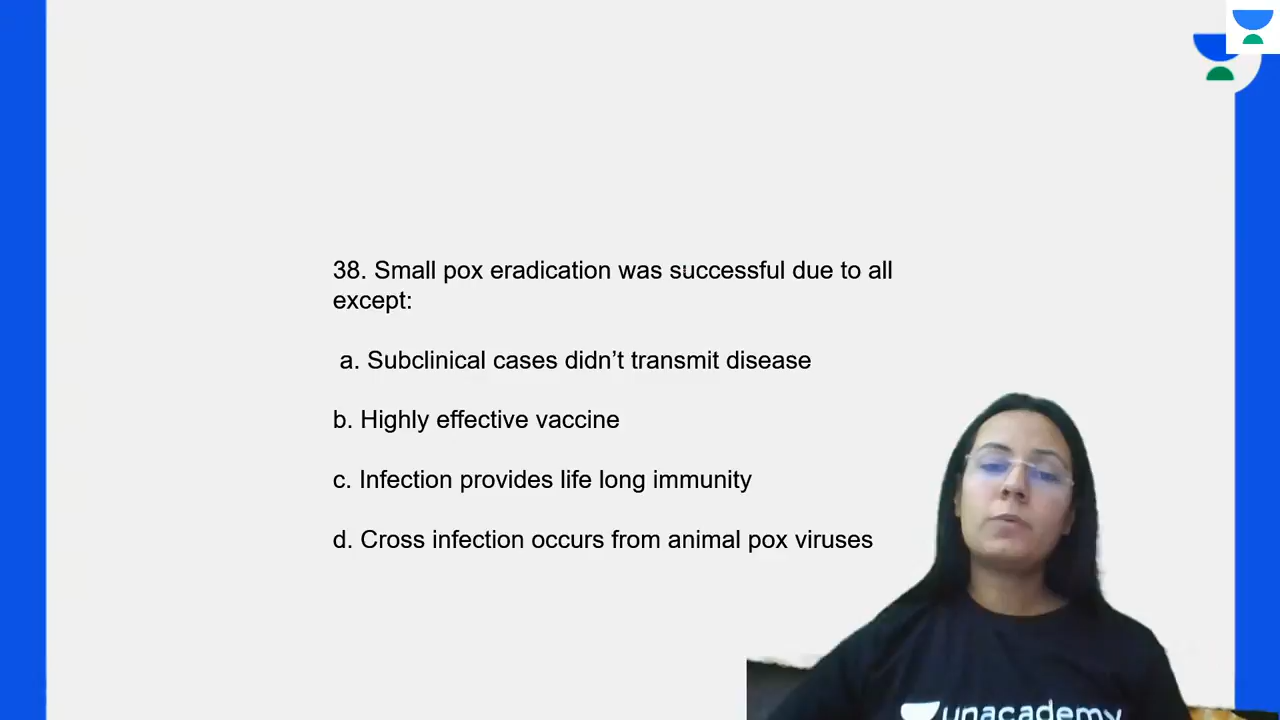 38. Small pox eradication was successful due to all
except:
a. Subclinical cases didn’t transmit disease
b. Highly effective vaccine
c. Infection provides life long immunity
d. Cross infection occurs from animal pox viruses
unacademy